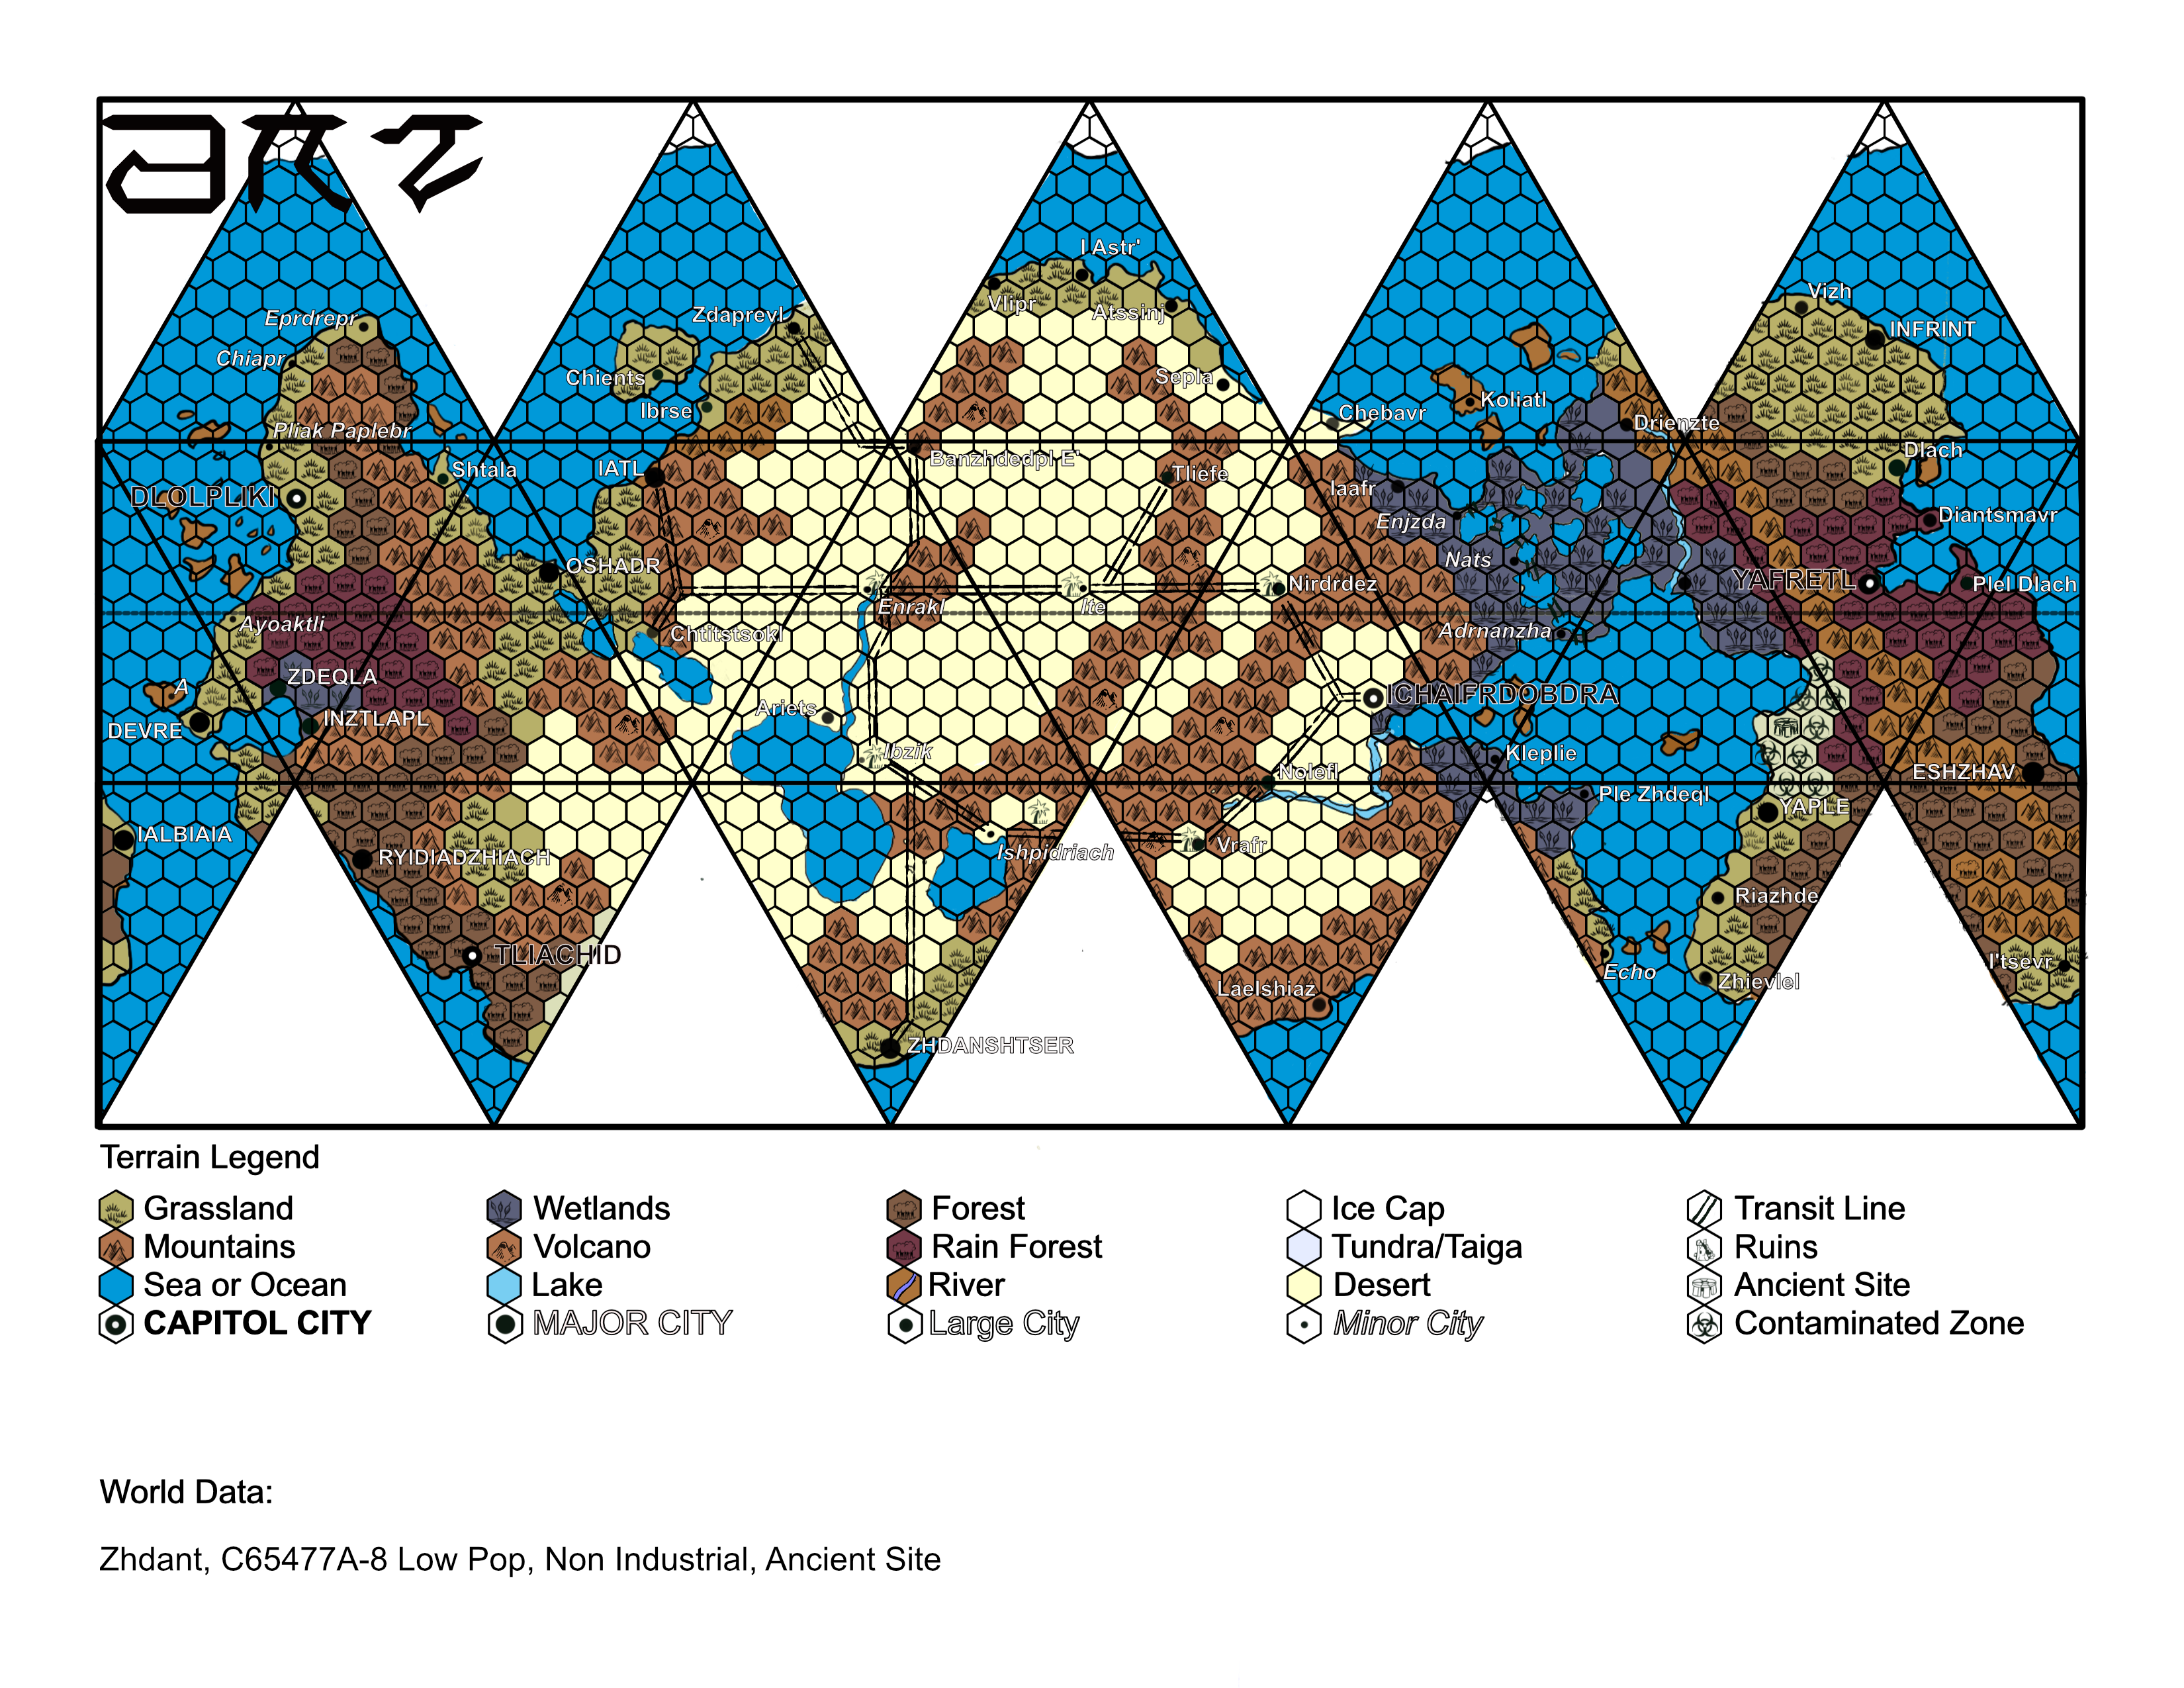 I Astr'
Vlipr
Atssinj
Vizh
Eprdrepr
Zdaprevl
INFRINT
Chiapr
Chients
Sepla
Koliatl
Ibrse
Chebavr
Drienzte
Pliak Paplebr
Banzhdedpl E'
Dlach
Shtala
IATL
Tliefe
Iaafr
DLOLPLIKI
Enjzda
Diantsmavr
OSHADR
Nats
Nirdrdez
YAFRETL
Plel Dlach
Enrakl
Ite
Ayoaktli
Chtitstsokl
Adrnanzha
ZDEQLA
A
ICHAIFRDOBDRA
Ariets
INZTLAPL
DEVRE
Ibzik
Kleplie
Nolefl
ESHZHAV
Ple Zhdeql
YAPLE
IALBIAIA
RYIDIADZHIACH
Ishpidriach
Vrafr
Riazhde
TLIACHID
Echo
I'tsevr
Zhievlel
Laelshiaz
ZHDANSHTSER
Terrain Legend
Grassland
Wetlands
Forest
Ice Cap
Transit Line
Mountains
Volcano
Rain Forest
Tundra/Taiga
Ruins
Sea or Ocean
Lake
River
Desert
Ancient Site
CAPITOL CITY
MAJOR CITY
Large City
Minor City
Contaminated Zone
World Data:
Zhdant, C65477A-8 Low Pop, Non Industrial, Ancient Site